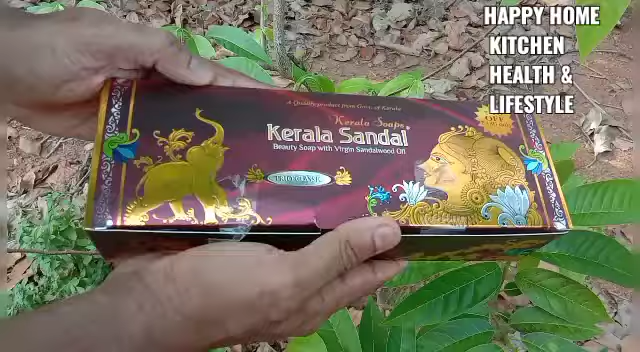 HAPPY HOME
KITCHEN
HEALTH &
LIFESTYLE
A Quality product from Govt. of Kerala
Kerala Soaps
Kerala Sandal
Beauty Soap with Virgin Sandalwood Oil
OFF